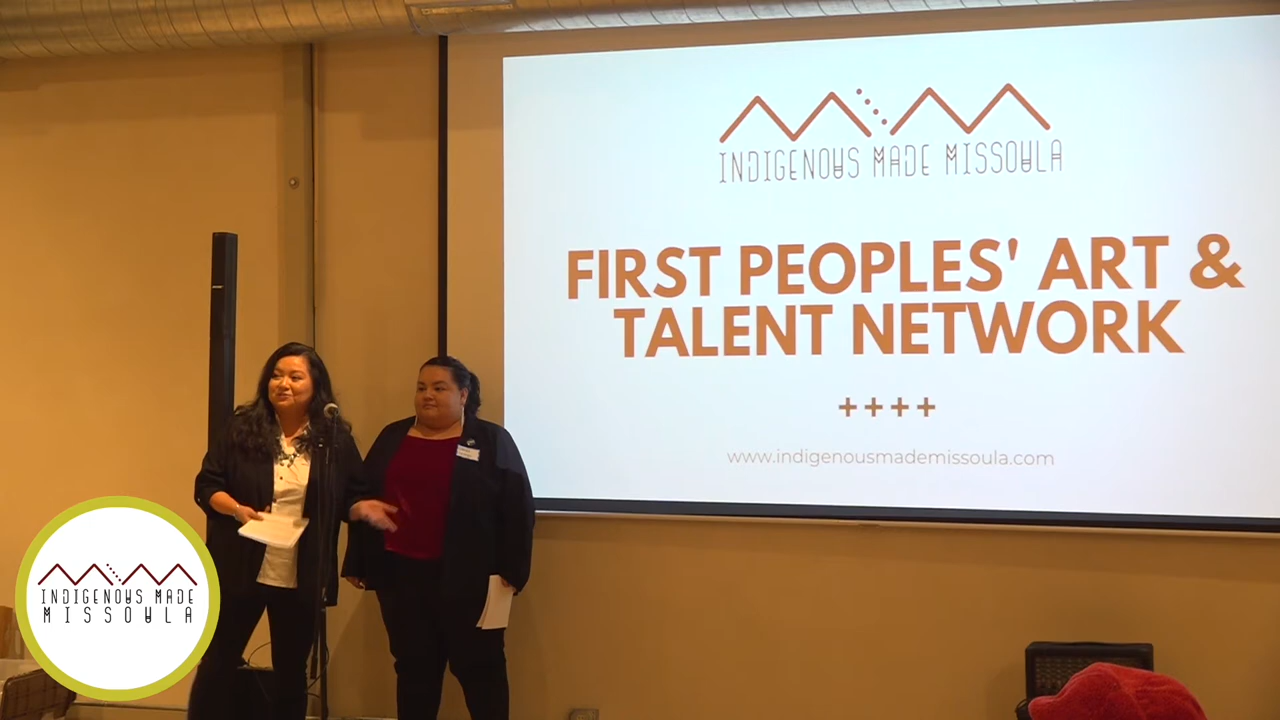 INDIGENOUS MADE MISSOULA
FIRST PEOPLES' ART &
TALENT NETWORK
++++
www.indigenousmademissoula.com
INDIGENOUS MADE
MISSOULA